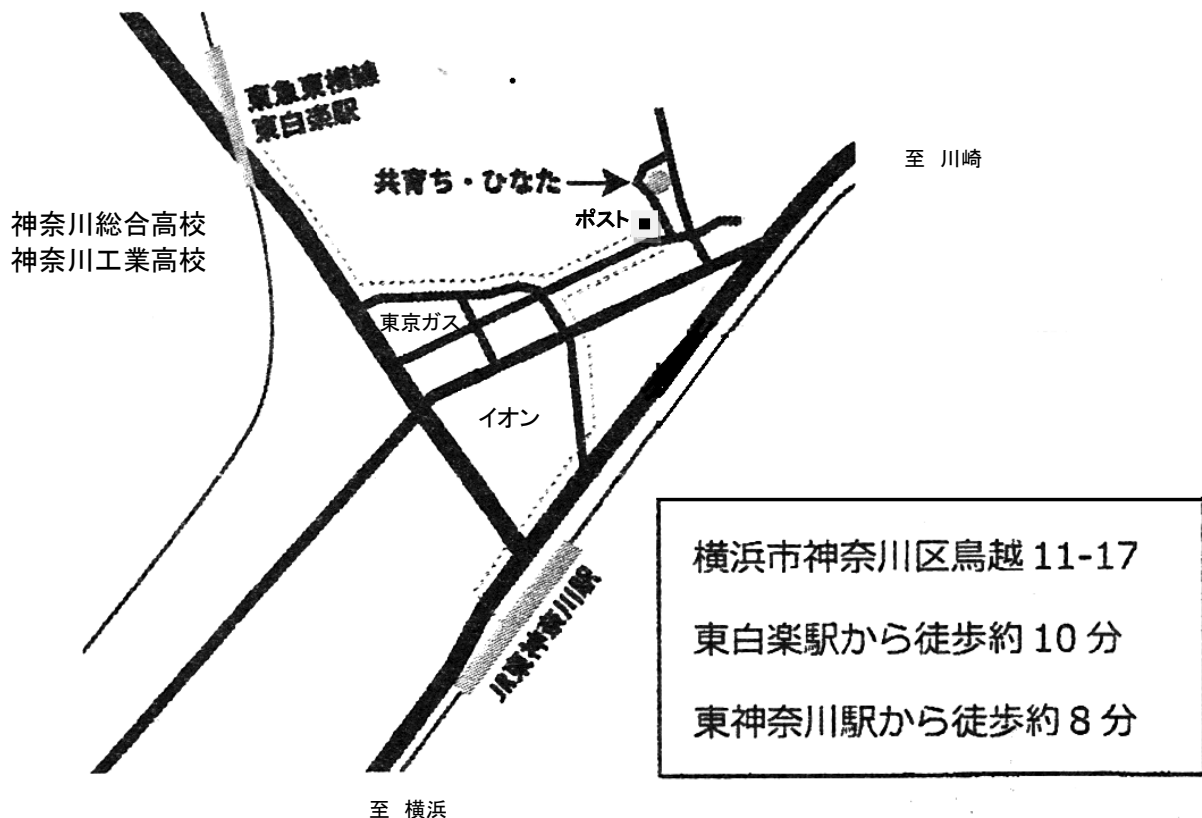 東急東横線
東白楽駅
至 川崎
共育ち・ひなた
ポスト
神奈川総合高校
神奈川工業高校
東京ガス
イオン
JR東神奈川駅
横浜市神奈川区鳥越 11-17
東白楽駅から徒歩約 10 分
東神奈川駅から徒歩約 8 分
至 横浜